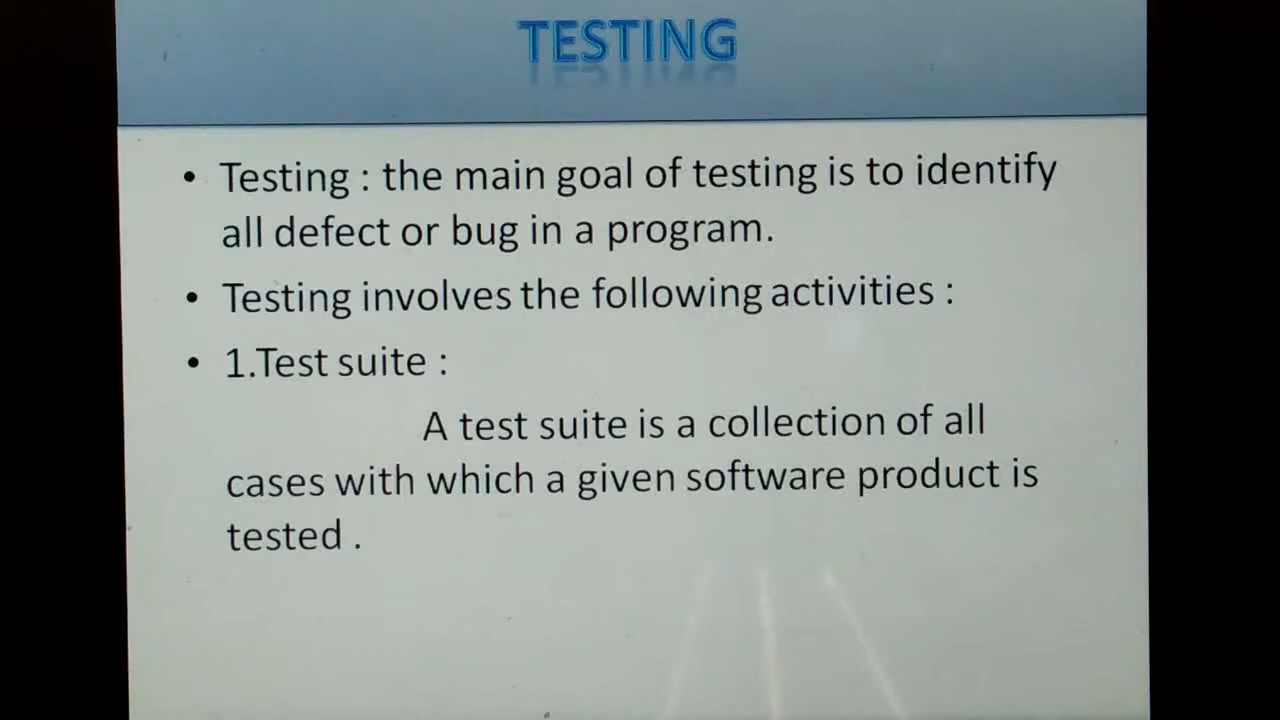 TESTING
• Testing : the main goal of testing is to identify
all defect or bug in a program.
• Testing involves the following activities :
• 1.Test suite :
A test suite is a collection of all
cases with which a given software product is
tested .